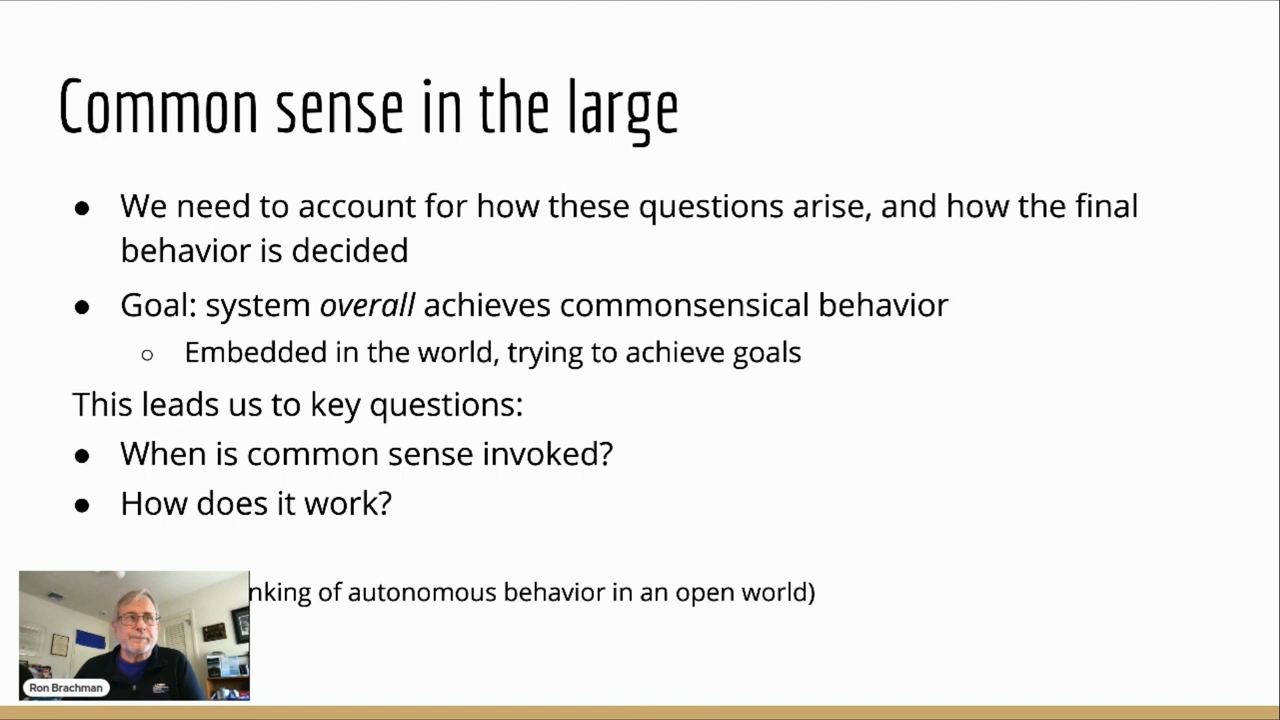 Common sense in the large
● We need to account for how these questions arise, and how the final
behavior is decided
● Goal: system overall achieves commonsensical behavior
○ Embedded in the world, trying to achieve goals
This leads us to key questions:
● When is common sense invoked?
● How does it work?
nking of autonomous behavior in an open world)
Ron Brachman